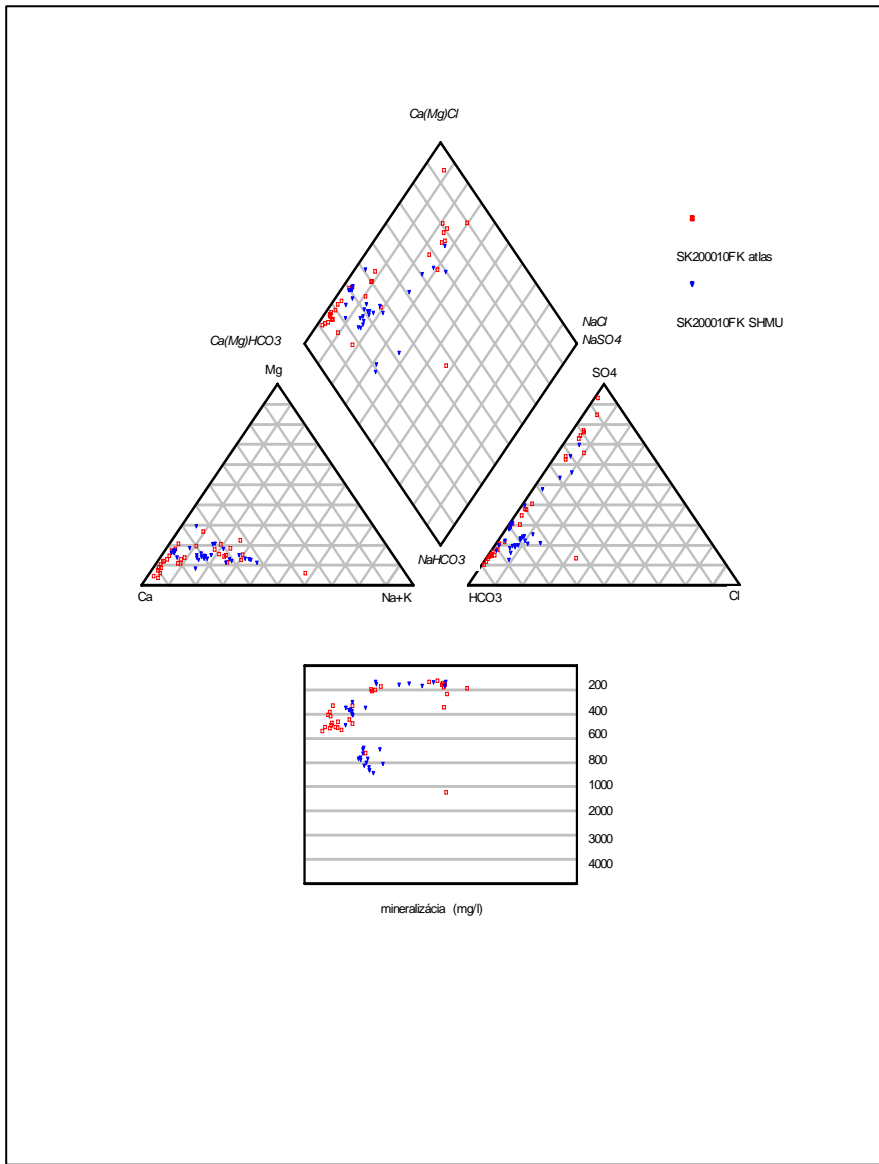 Ca(Mg)Cl
SK200010FK atlas
SK200010FK SHMU
Ca(Mg)HCO3
NaCl
NaSO4
Mg
SO4
NaHCO3
Ca
Na+K
HCO3
Cl
200
400
600
800
1000
2000
3000
4000
mineralizácia (mg/l)